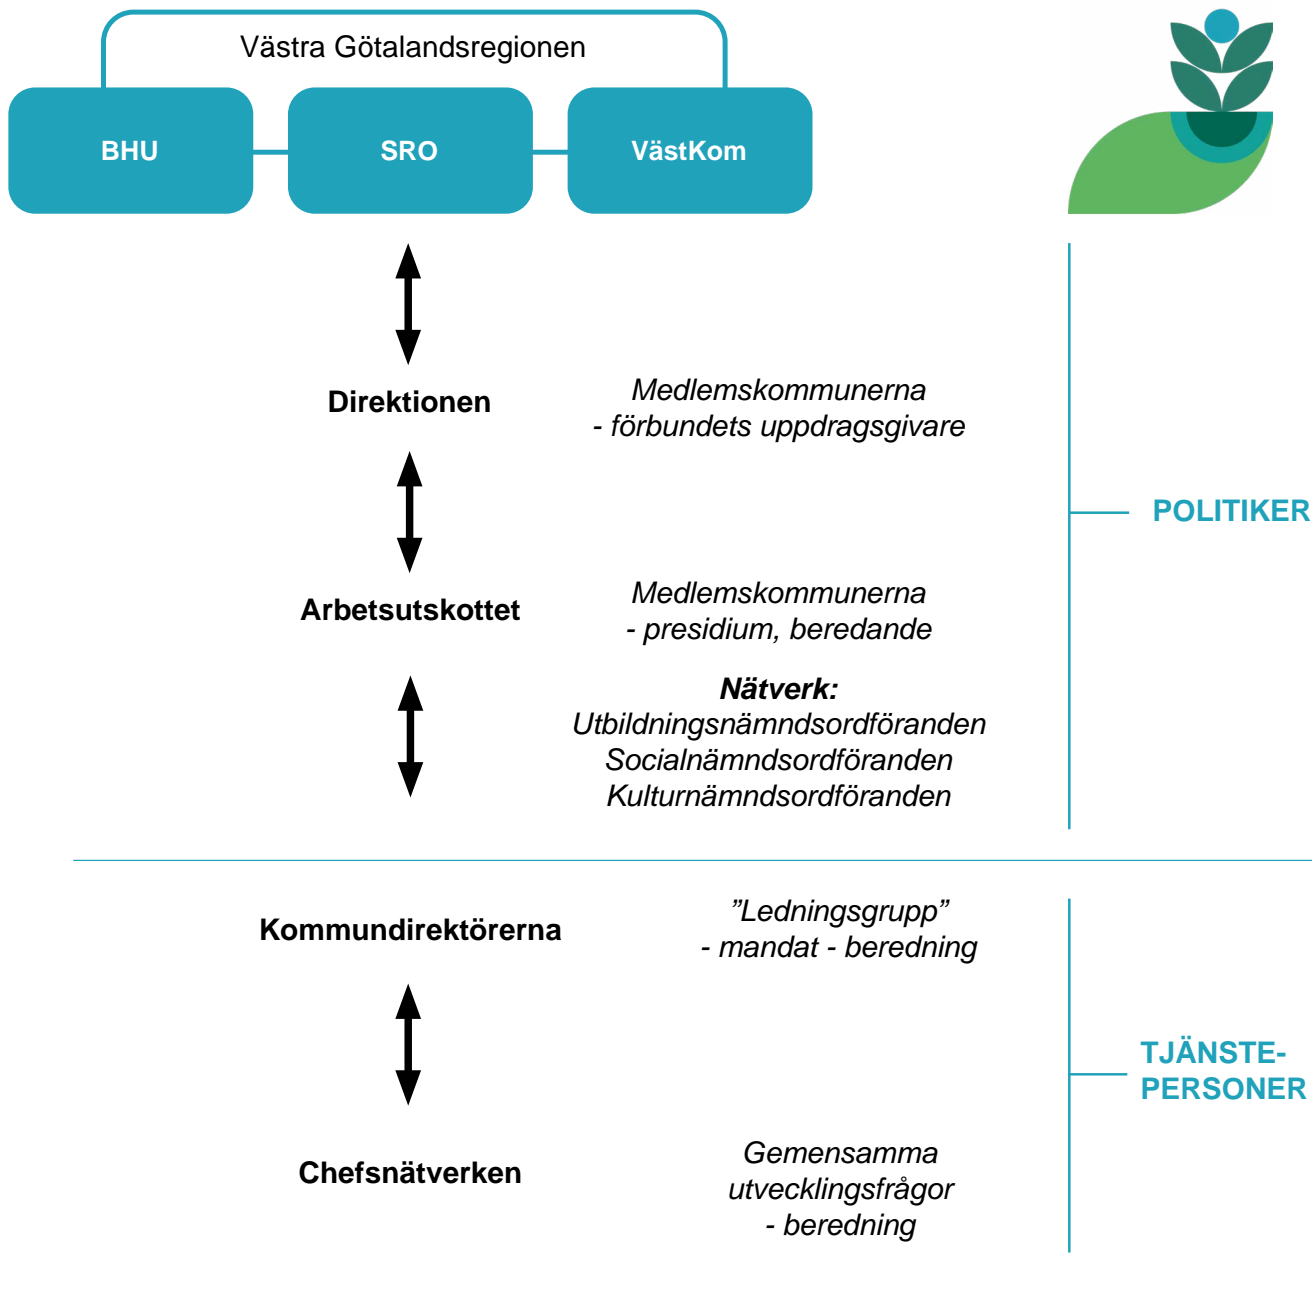 Västra Götalandsregionen
BHU
SRO
VästKom
Direktionen
Medlemskommunerna
- förbundets uppdragsgivare
POLITIKER
Arbetsutskottet
Medlemskommunerna
- presidium, beredande
Nätverk:
Utbildningsnämndsordföranden
Socialnämndsordföranden
Kulturnämndsordföranden
Kommundirektörerna
”Ledningsgrupp”
- mandat - beredning
TJÄNSTE-
PERSONER
Chefsnätverken
Gemensamma
utvecklingsfrågor
- beredning